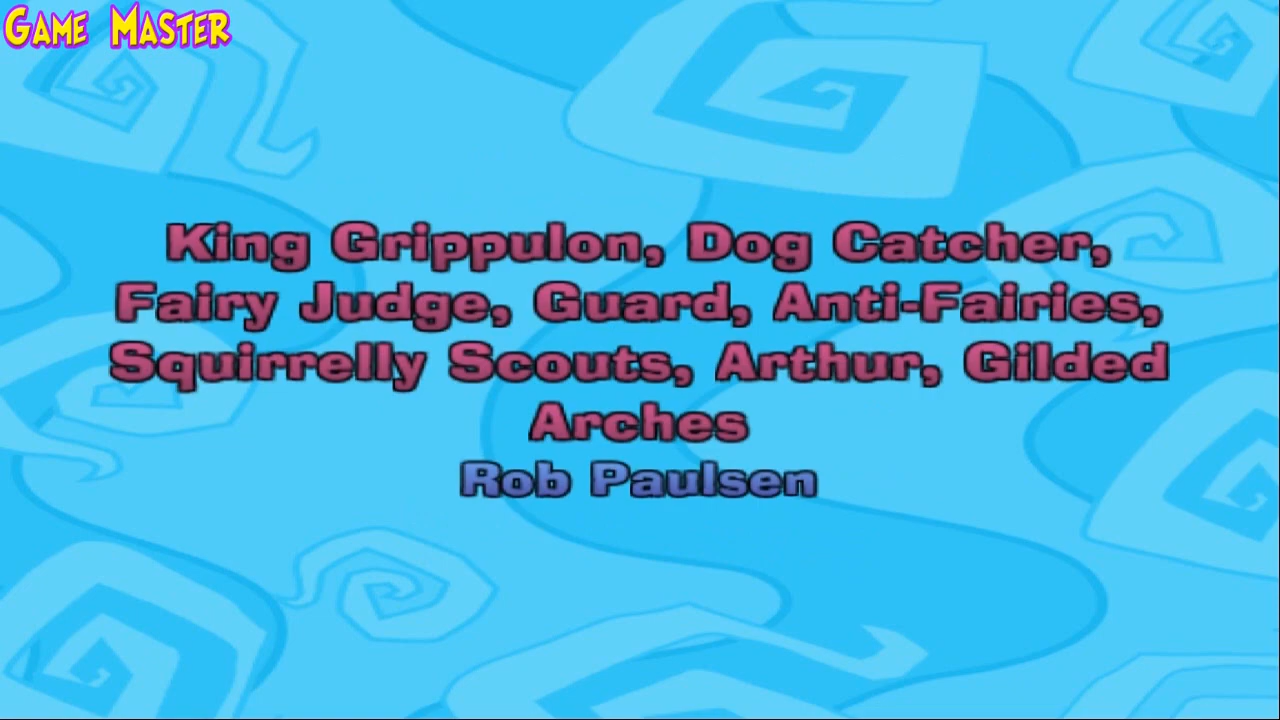 Game Master
King Grippulon, Dog Catcher,
Fairy Judge, Guard, Anti-Fairies,
Squirrelly Scouts, Arthur, Gilded
Arches
Rob Paulsen